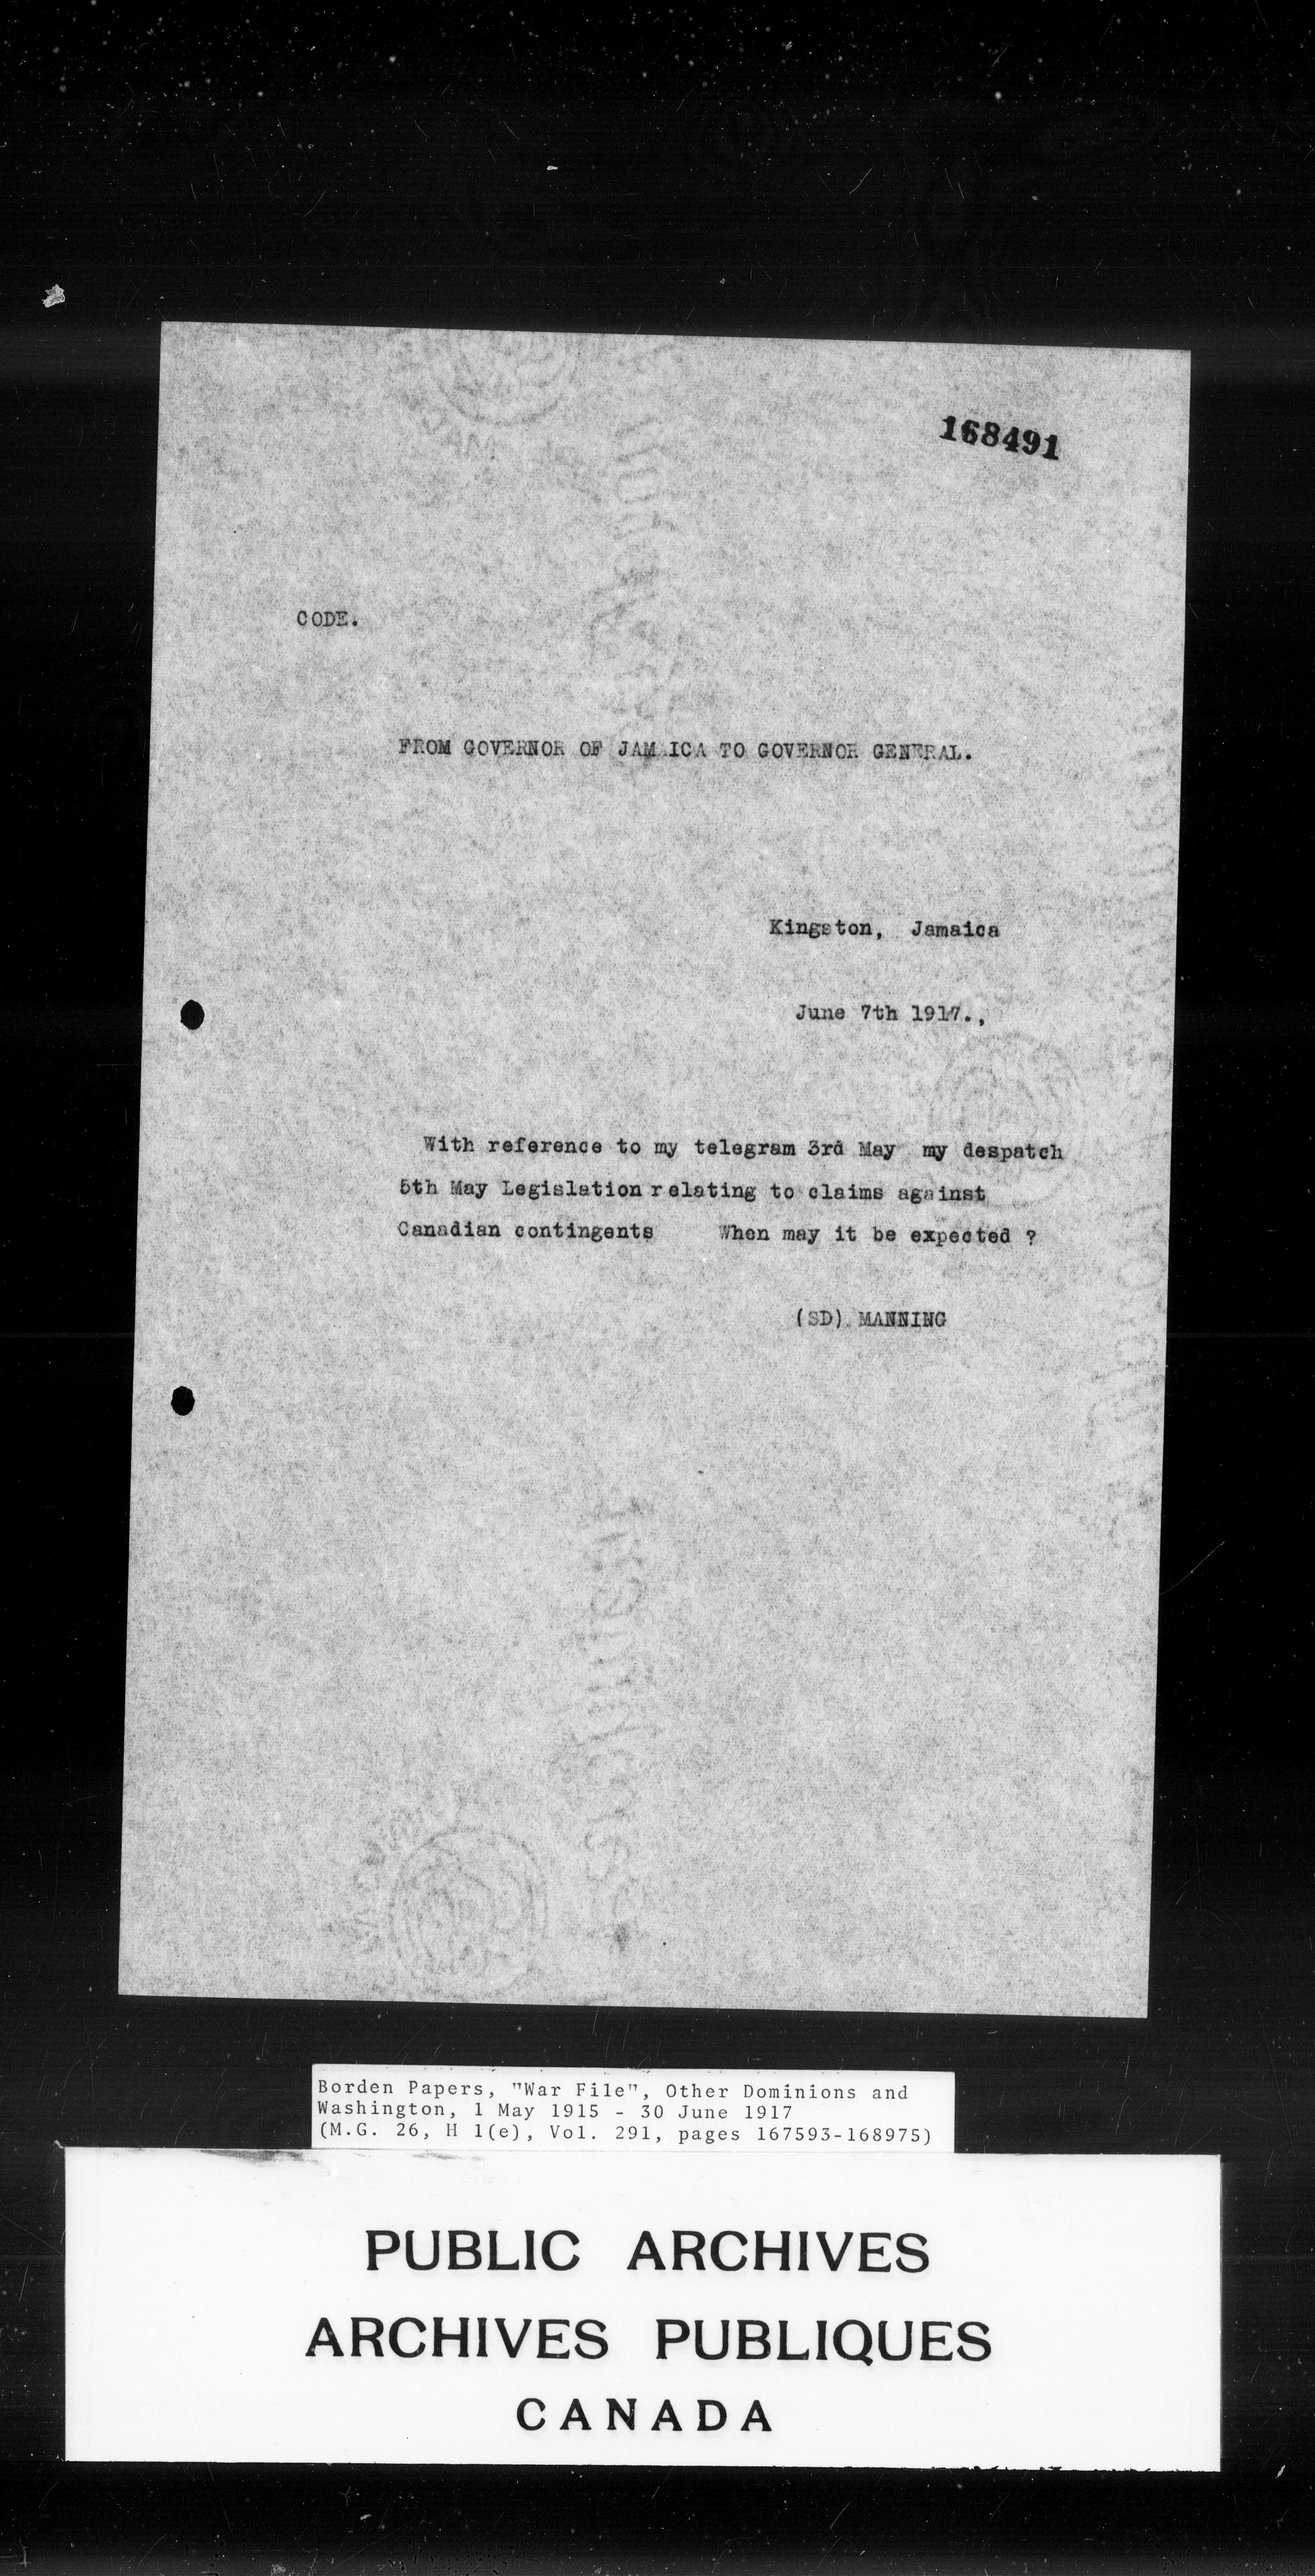 168491
CODE.
FROM GOVERNOR OF JAMAICA TO GOVERNOR GENERAL.
Kingston, Jamaica
June 7th 1917.,
With reference to my telegram 3rd May my despatch
5th May Legislation relating to claims against
Canadian contingents When may it be expected ?
(SD) MANNING
Borden Papers, "War File", Other Dominions and
Washington, 1 May 1915 - 30 June 1917
(M.G. 26, H 1(e), Vol. 291, pages 167593-168975)
PUBLIC ARCHIVES
ARCHIVES PUBLIQUES
CANADA